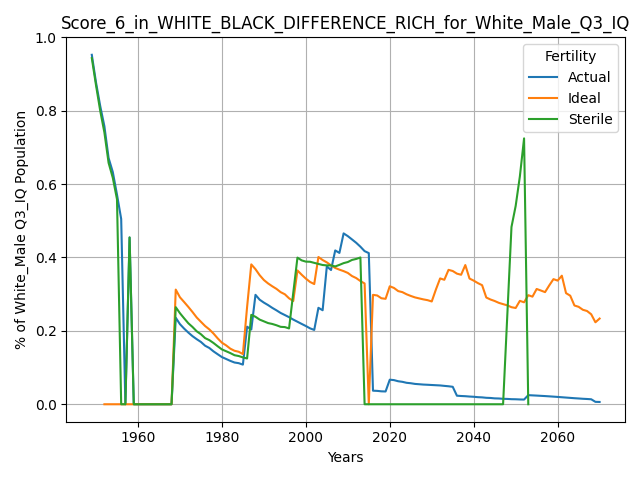 Score_6_in_WHITE_BLACK_DIFFERENCE_RICH_for_White_Male_Q3_IQ
Fertility
Actual
Ideal
Sterile
% of White_Male Q3_IQ Population
1.0
0.8
0.6
0.4
0.2
0.0
1960 1980 2000 2020 2040 2060
Years